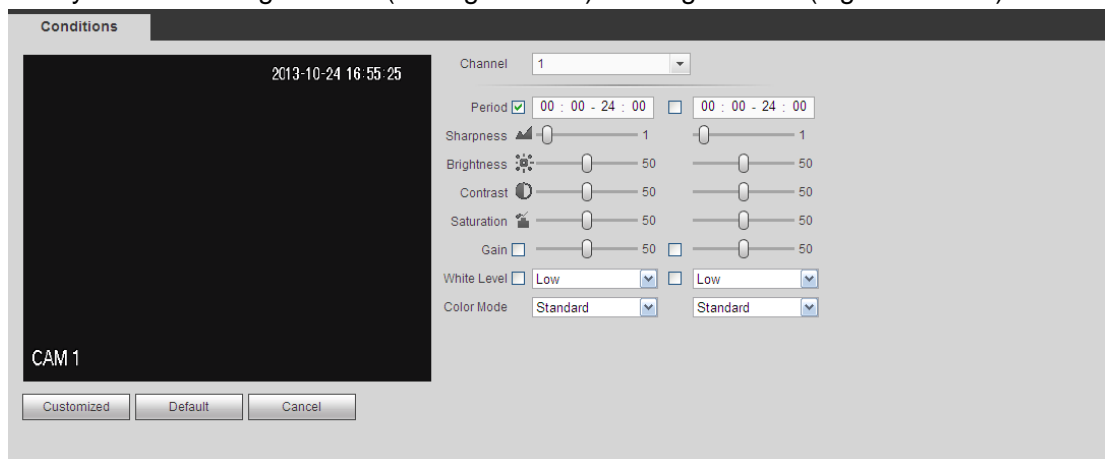 Conditions
2013-10-24 16:55:25
CAM 1
Channel 1
Period 00 : 00 - 24 : 00 00 : 00 - 24 : 00
Sharpness 1 1
Brightness 50 50
Contrast 50 50
Saturation 50 50
Gain 50 50
White Level Low Low
Color Mode Standard Standard
Customized Default Cancel